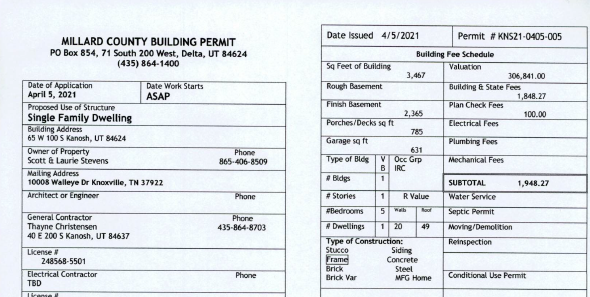 MILLARD COUNTY BUILDING PERMIT
PO Box 854, 71 South 200 West, Delta, UT 84624
(435) 864-1400
Date of Application
April 5, 2021
Date Work Starts
ASAP
Proposed Use of Structure
Single Family Dwelling
Building Address
65 W 100 S Kanosh, UT 84624
Owner of Property Phone
Scott & Laurie Stevens 865-406-8509
Mailing Address
10008 Walleye Dr Knoxville, TN 37922
Architect or Engineer Phone
General Contractor Phone
Thayne Christensen 435-864-8703
40 E 200 S Kanosh, UT 84637
License #
248568-5501
Electrical Contractor Phone
TBD
License #
Date Issued 4/5/2021 Permit # KNS21-0405-005
Building Fee Schedule
Sq Feet of Building
3,467
Valuation
306,841.00
Rough Basement
Building & State Fees
1,848.27
Finish Basement
2,365
Plan Check Fees
100.00
Porches/Decks sq ft
785
Electrical Fees
Garage sq ft
631
Plumbing Fees
Type of Bldg V B Occ Grp IRC
Mechanical Fees
# Bldgs 1
SUBTOTAL 1,948.27
# Stories 1 R Value
Water Service
#Bedrooms 5 Walls Roof
Septic Permit
# Dwellings 1 20 49
Moving/Demolition
Type of Construction:
Stucco Siding
Frame Concrete
Brick Steel
Brick Var MFG Home
Reinspection
Conditional Use Permit